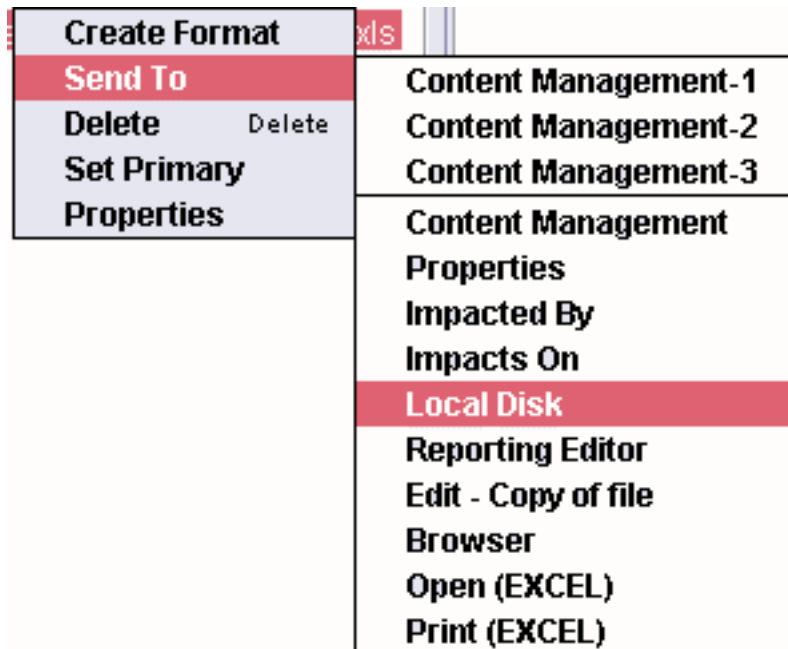 Create Format
xls
Send To
Delete Delete
Set Primary
Properties
Content Management-1
Content Management-2
Content Management-3
Content Management
Properties
Impacted By
Impacts On
Local Disk
Reporting Editor
Edit - Copy of file
Browser
Open (EXCEL)
Print (EXCEL)